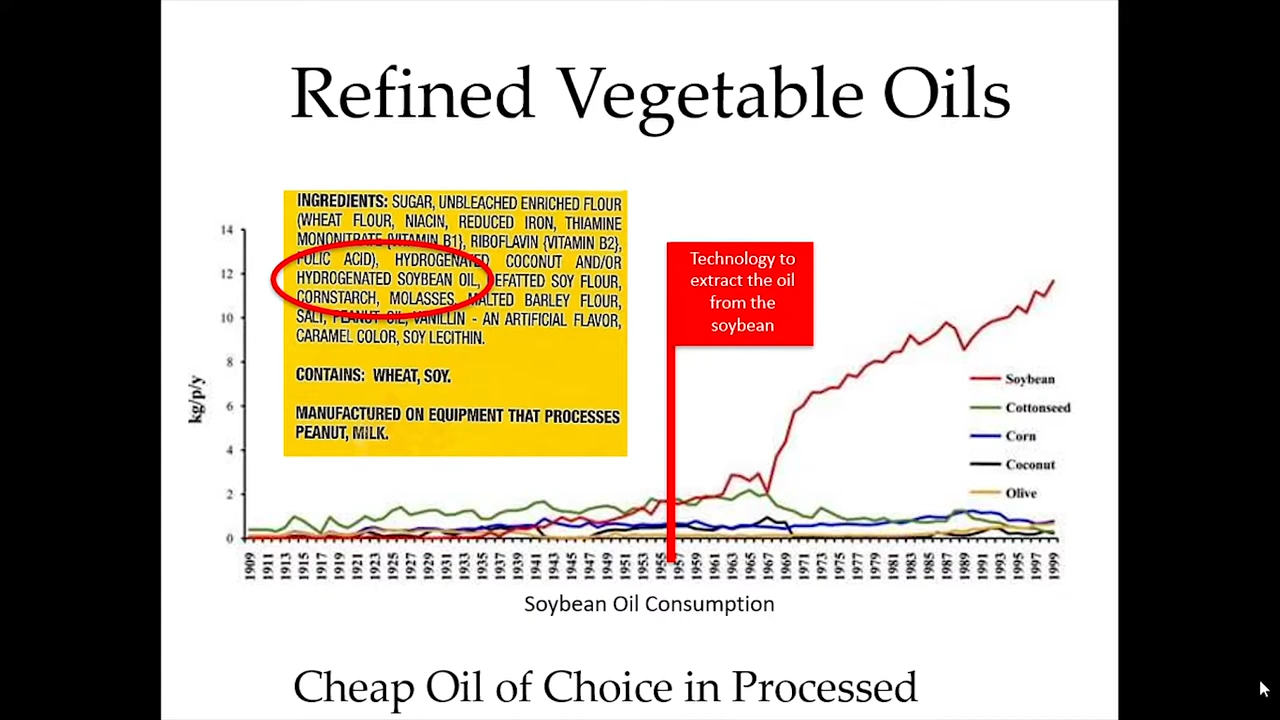 Refined Vegetable Oils
INGREDIENTS: SUGAR, UNBLEACHED ENRICHED FLOUR
(WHEAT FLOUR, NIACIN, REDUCED IRON, THIAMINE
MONONITRATE {VITAMIN B1}, RIBOFLAVIN {VITAMIN B2},
FOLIC ACID), HYDROGENATED COCONUT AND/OR
HYDROGENATED SOYBEAN OIL, DEFATTED SOY FLOUR,
CORNSTARCH, MOLASSES, MALTED BARLEY FLOUR,
SALT, PEANUT OIL, VANILLIN - AN ARTIFICIAL FLAVOR,
CARAMEL COLOR, SOY LECITHIN.
CONTAINS: WHEAT, SOY.
MANUFACTURED ON EQUIPMENT THAT PROCESSES
PEANUT, MILK.
Technology to
extract the oil
from the
soybean
kg/p/y
14
12
10
8
6
4
2
0
Soybean
Cottonseed
Corn
Coconut
Olive
1909 1911 1913 1915 1917 1919 1921 1923 1925 1927 1929 1931 1933 1935 1937 1939 1941 1943 1945 1947 1949 1951 1953 1955 1957 1959 1961 1963 1965 1967 1969 1971 1973 1975 1977 1979 1981 1983 1985 1987 1989 1991 1993 1995 1997 1999
Soybean Oil Consumption
Cheap Oil of Choice in Processed